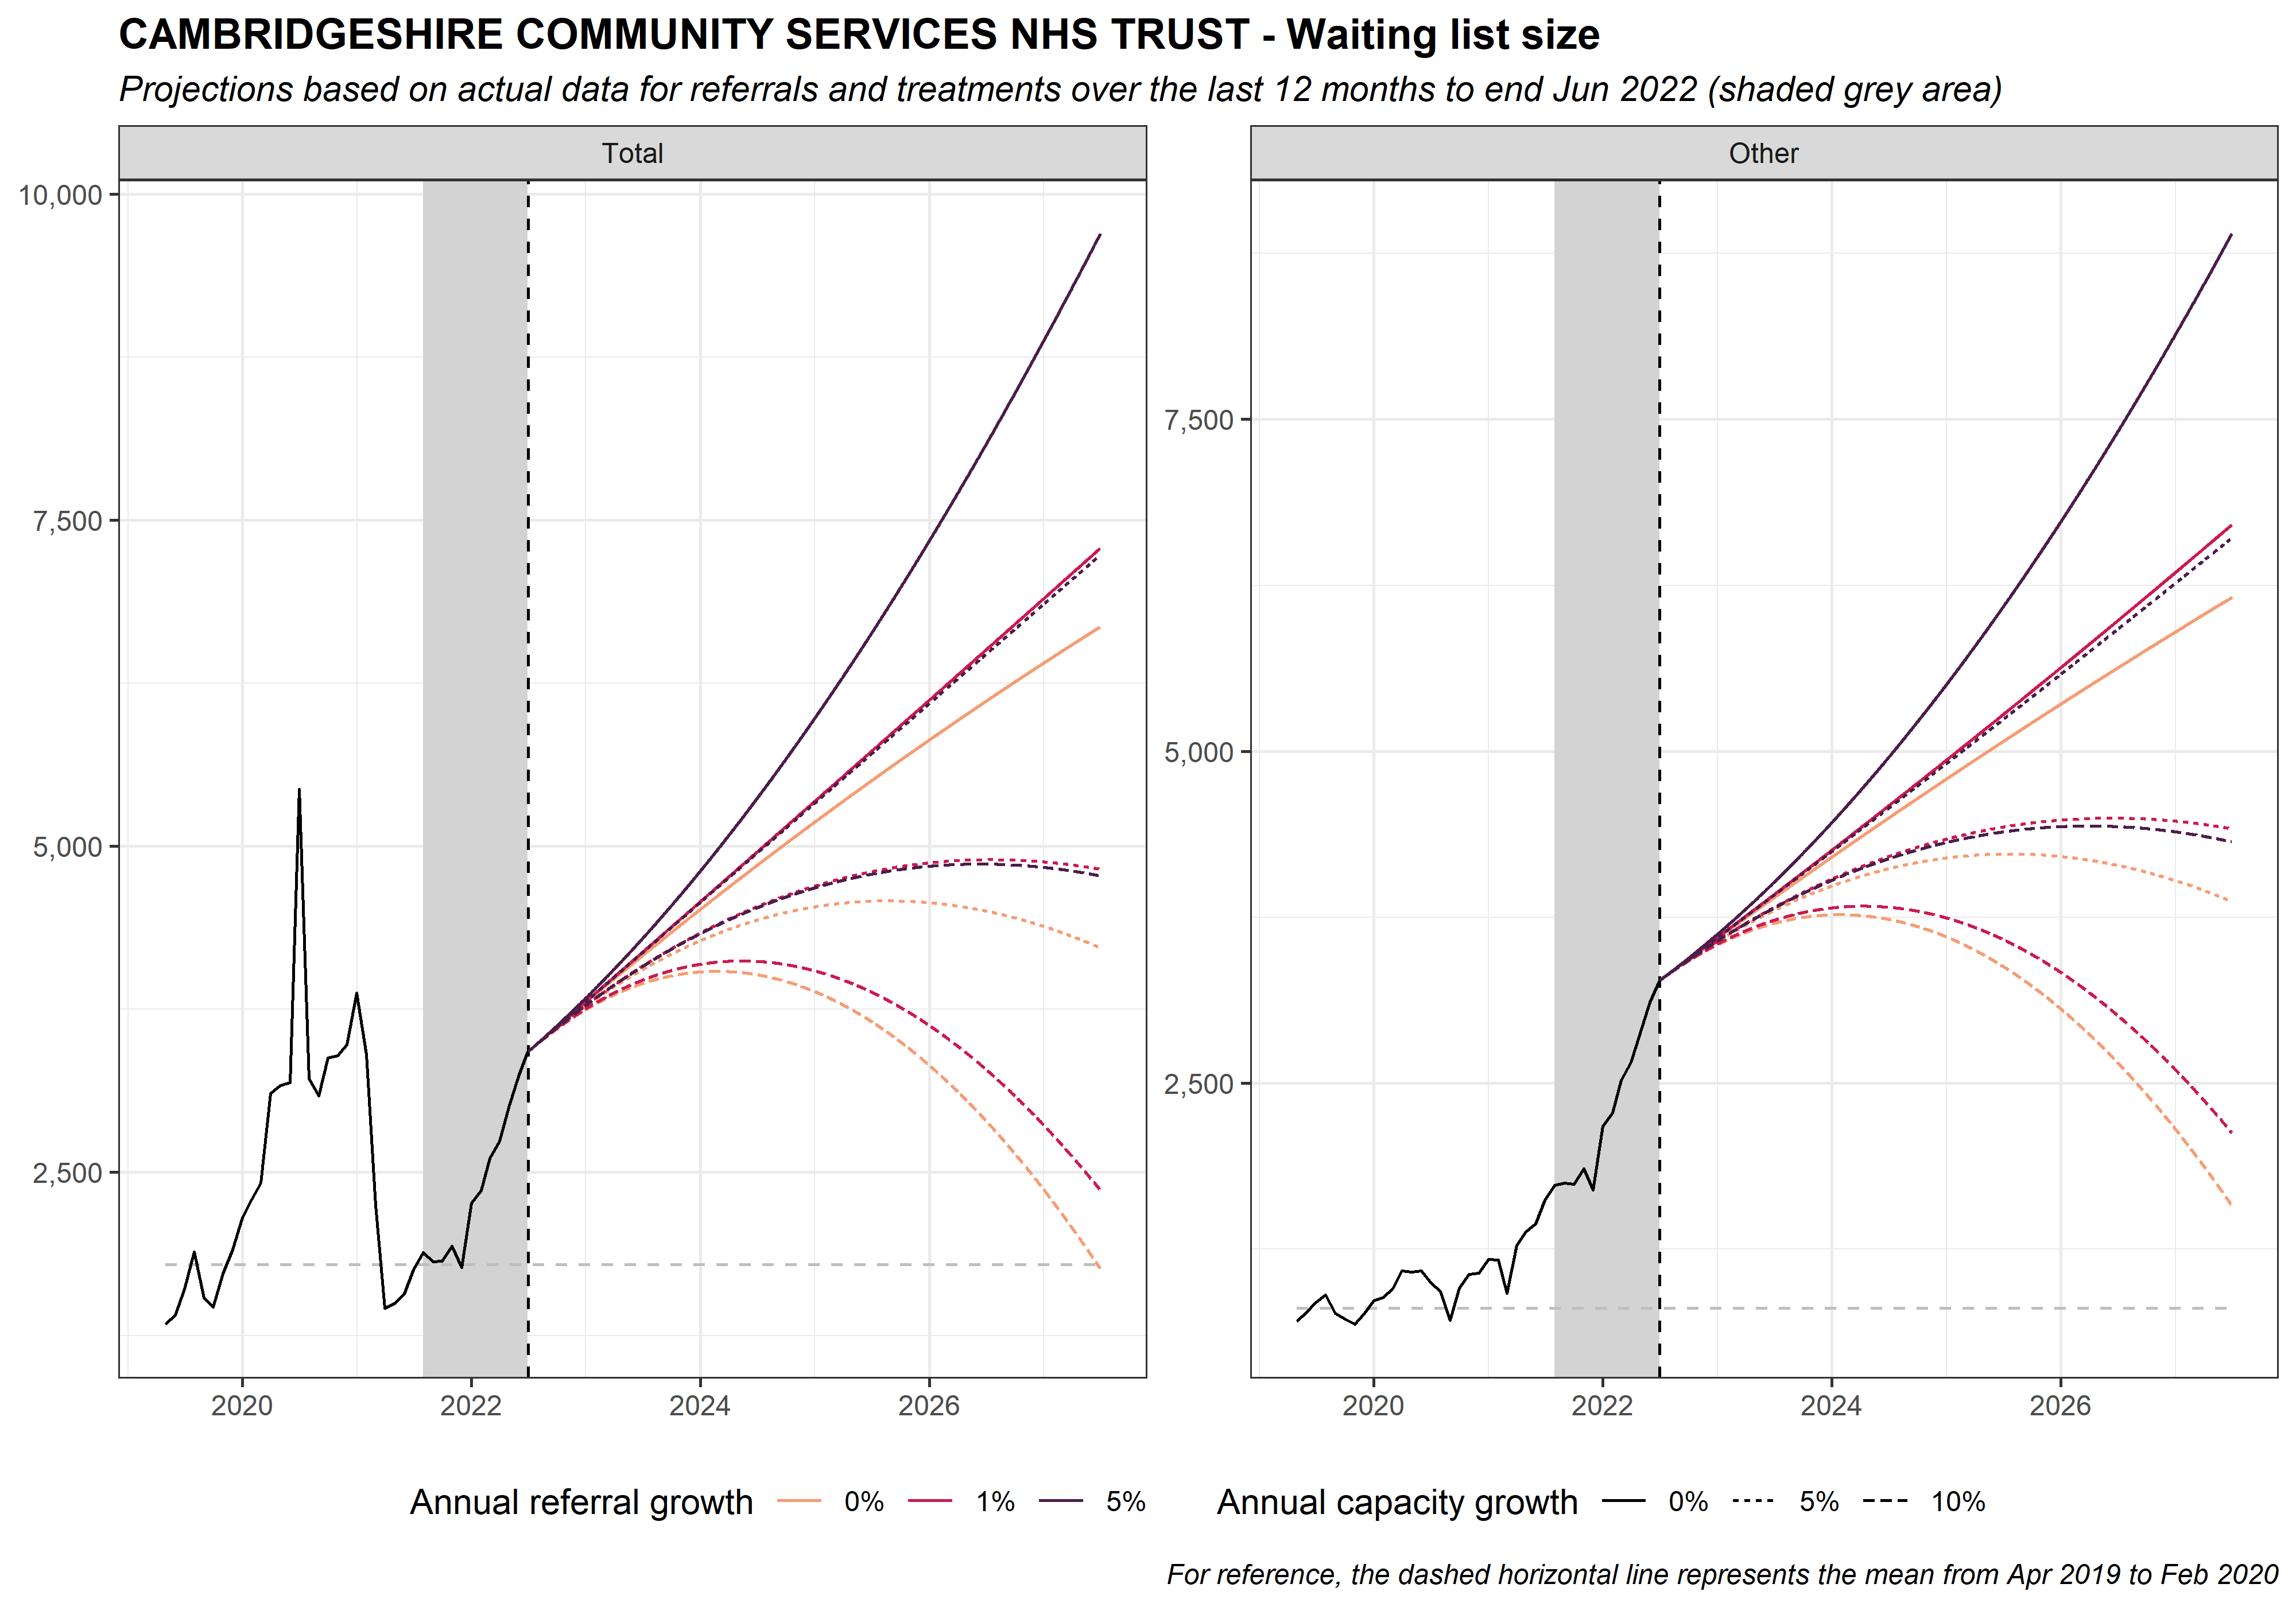 CAMBRIDGESHIRE COMMUNITY SERVICES NHS TRUST - Waiting list size
Projections based on actual data for referrals and treatments over the last 12 months to end Jun 2022 (shaded grey area)
Total
10,000
7,500
5,000
2,500
2020 2022 2024 2026
Other
7,500
5,000
2,500
2020 2022 2024 2026
Annual referral growth 0% 1% 5%
Annual capacity growth 0% 5% 10%
For reference, the dashed horizontal line represents the mean from Apr 2019 to Feb 2020